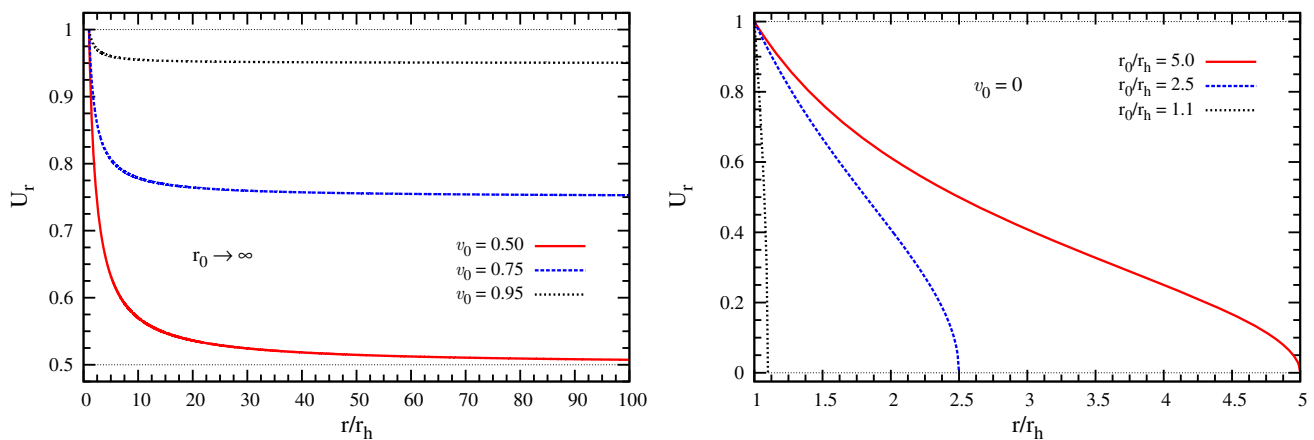 1
0.9
0.8
0.7
0.6
0.5
U_r
0 10 20 30 40 50 60 70 80 90 100
r/r_h
r_0 → ∞
v_0 = 0.50
v_0 = 0.75
v_0 = 0.95
1
0.8
0.6
0.4
0.2
0
U_r
1 1.5 2 2.5 3 3.5 4 4.5 5
r/r_h
v_0 = 0
r_0/r_h = 5.0
r_0/r_h = 2.5
r_0/r_h = 1.1